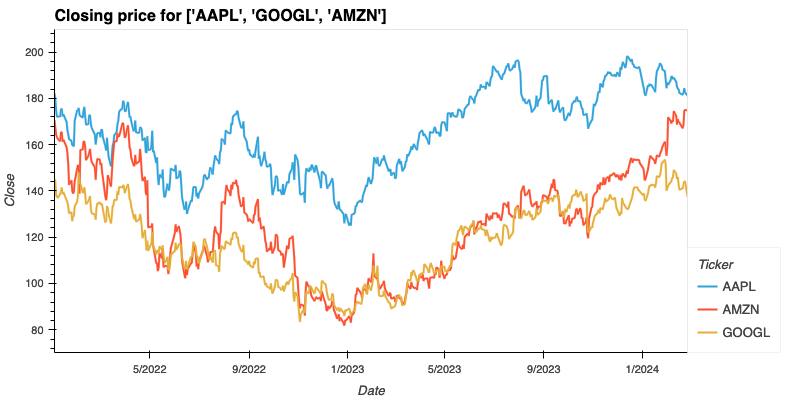 Closing price for ['AAPL', 'GOOGL', 'AMZN']
Close
200
180
160
140
120
100
80
5/2022
9/2022
1/2023
5/2023
9/2023
1/2024
Date
Ticker
AAPL
AMZN
GOOGL